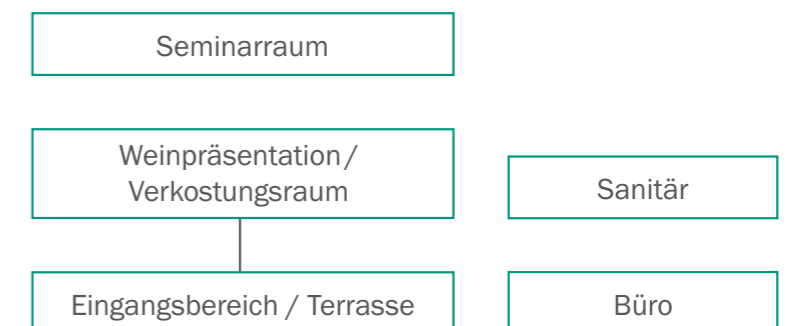 Seminarraum
Weinpräsentation /
Verkostungsraum
Sanitär
Eingangsbereich / Terrasse
Büro